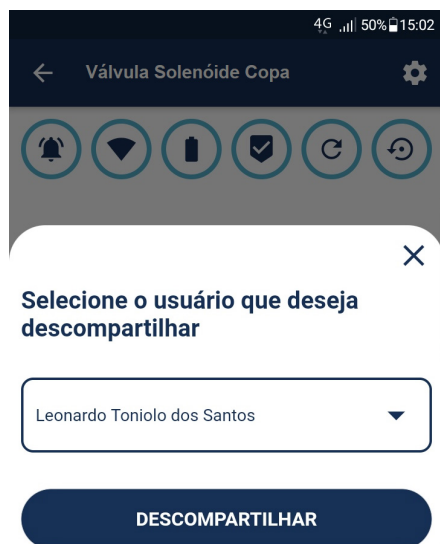 4G 50% 15:02
Válvula Solenóide Copa
Selecione o usuário que deseja
descompartilhar
Leonardo Toniolo dos Santos
DESCOMPARTILHAR